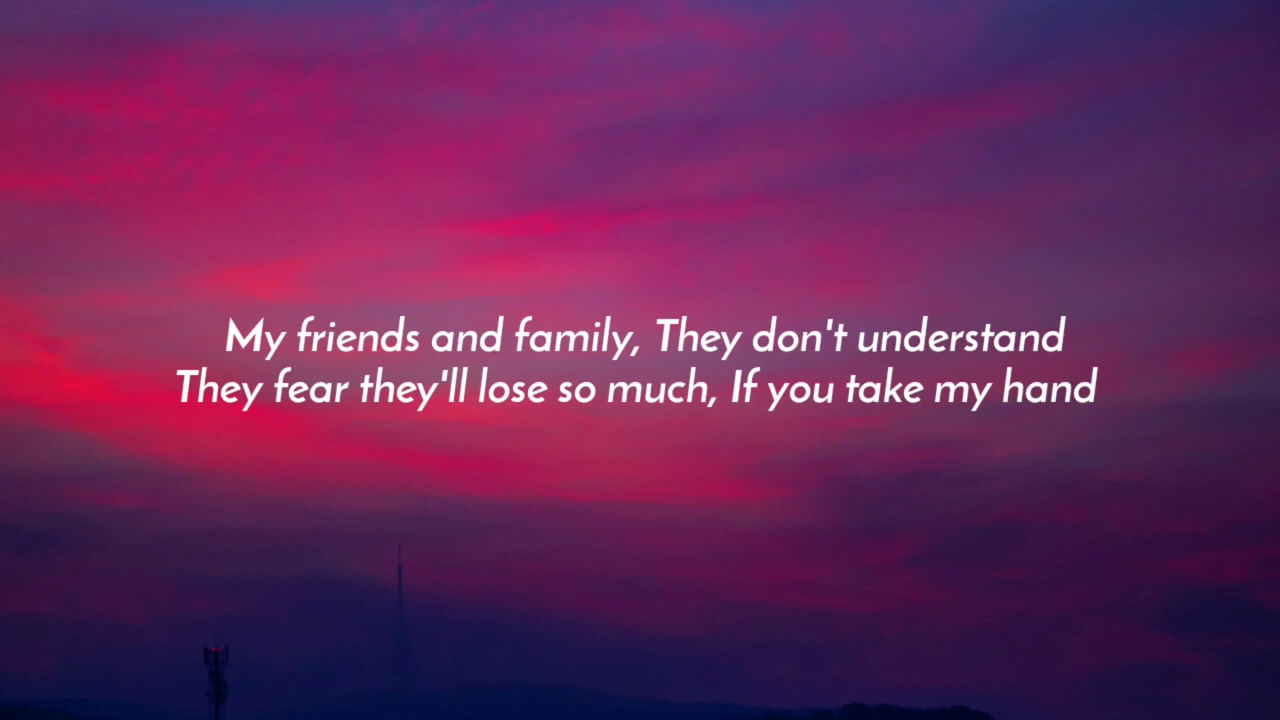 My friends and family, They don't understand
They fear they'll lose so much, If you take my hand